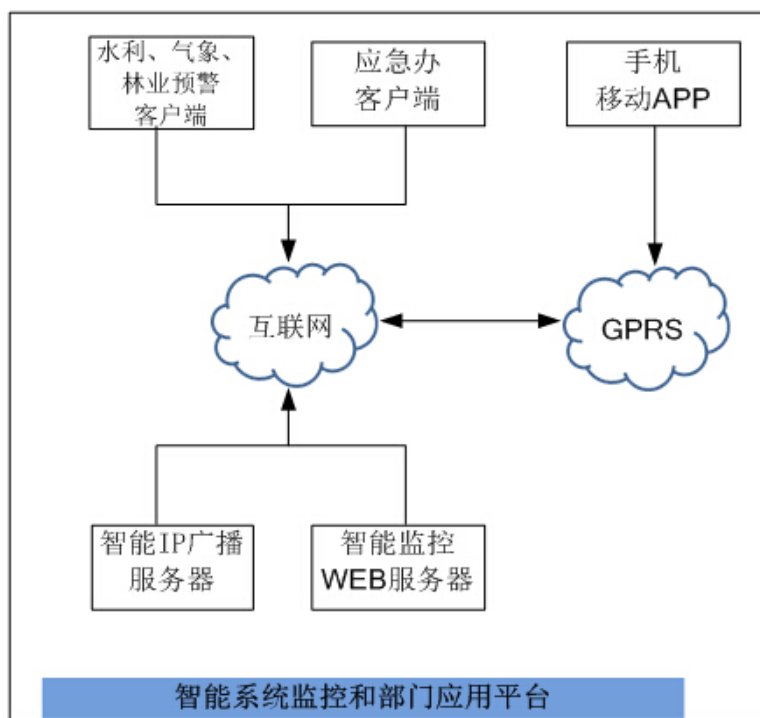 水利、气象、
林业预警
客户端
应急办
客户端
手机
移动APP
互联网
GPRS
智能IP广播
服务器
智能监控
WEB服务器
智能系统监控和部门应用平台